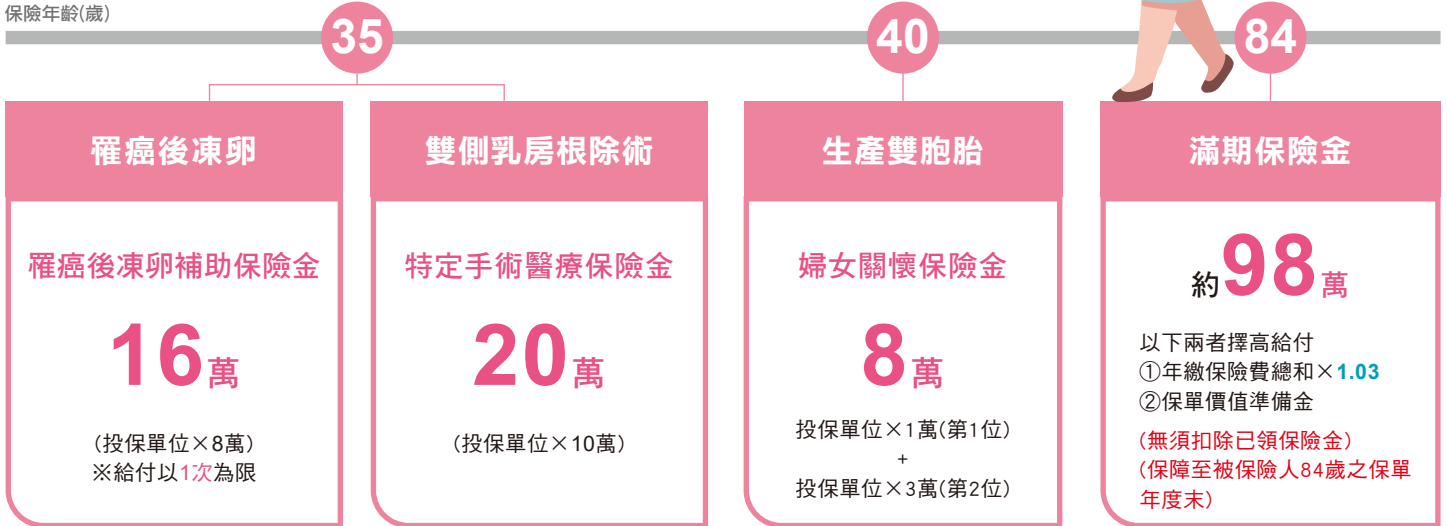 保險年齡(歲)
35
40
84
罹癌後凍卵
罹癌後凍卵補助保險金
16萬
(投保單位×8萬)
※給付以1次為限
雙側乳房根除術
特定手術醫療保險金
20萬
(投保單位×10萬)
生產雙胞胎
婦女關懷保險金
8萬
投保單位×1萬(第1位)
+
投保單位×3萬(第2位)
滿期保險金
約98萬
以下兩者擇高給付
①年繳保險費總和×1.03
②保單價值準備金
(無須扣除已領保險金)
(保障至被保險人84歲之保單
年度末)